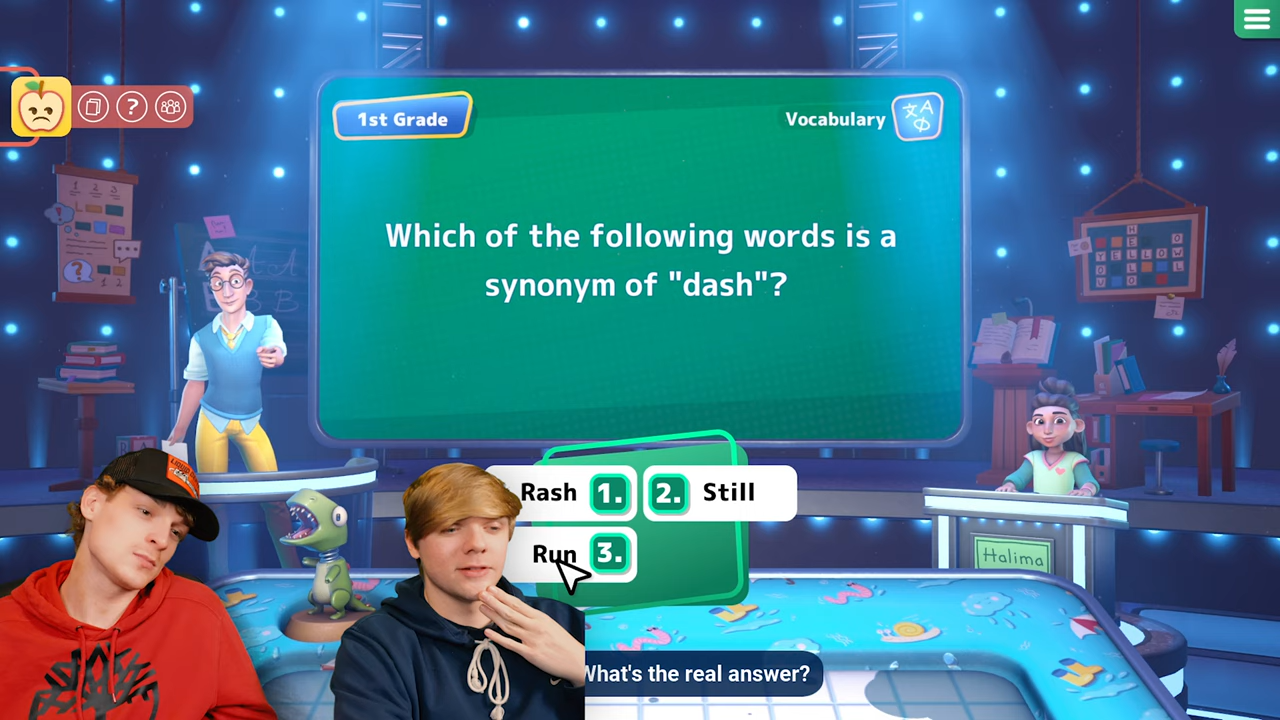 1st Grade
Vocabulary
Which of the following words is a
synonym of "dash"?
Rash 1.
2. Still
Run 3.
Halima
What's the real answer?